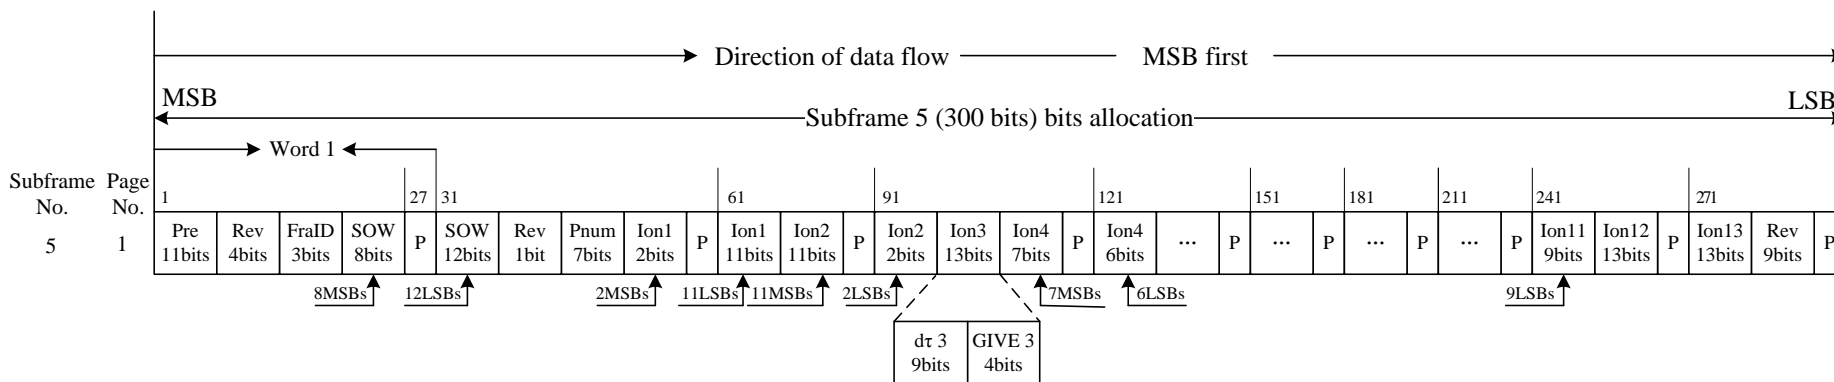 Direction of data flow MSB first
MSB LSB
Subframe 5 (300 bits) bits allocation
Word 1
Subframe Page
No. No.
1 27 31 61 91 121 151 181 211 241 271
5 1
Pre Rev FraID SOW P SOW Rev Pnum Ion1 P Ion1 Ion2 P Ion2 Ion3 Ion4 P Ion4 ... P ... P ... P ... P Ion11 Ion12 P Ion13 Rev P
11bits 4bits 3bits 8bits 12bits 1bit 7bits 2bits 11bits 11bits 2bits 13bits 7bits 6bits 9bits 13bits 13bits 9bits
8MSBs 12LSBs 2MSBs 11LSBs 11MSBs 2LSBs 7MSBs 6LSBs 9LSBs
dτ 3 GIVE 3
9bits 4bits